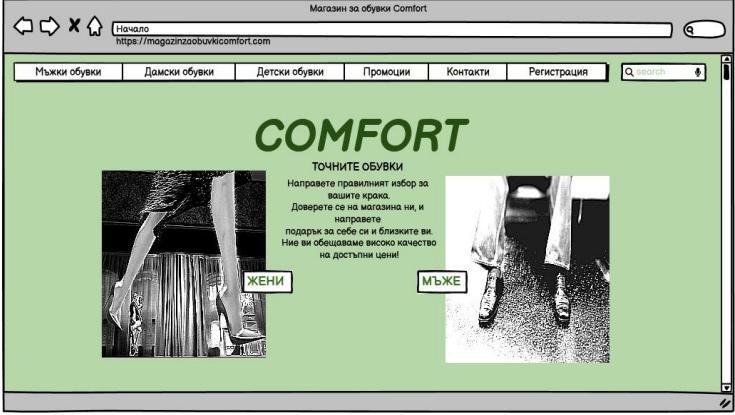 Магазин за обувки Comfort
Начало
https://magazinzaobuvkicomfort.com
Мъжки обувки
Дамски обувки
Детски обувки
Промоции
Контакти
Регистрация
search
COMFORT
ТОЧНИТЕ ОБУВКИ
Направете правилният избор за
вашите крака.
Доверете се на магазина ни, и
направете
подарък за себе си и близките ви.
Ние ви обещаваме високо качество
на достъпни цени!
ЖЕНИ
МЪЖЕ